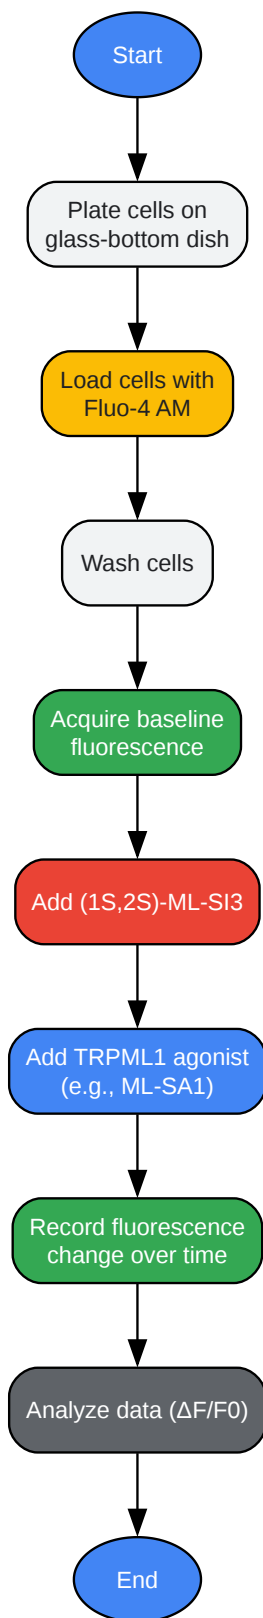 Start
Plate cells on
glass-bottom dish
Load cells with
Fluo-4 AM
Wash cells
Acquire baseline
fluorescence
Add (1S,2S)-ML-SI3
Add TRPML1 agonist
(e.g., ML-SA1)
Record fluorescence
change over time
Analyze data (ΔF/F0)
End